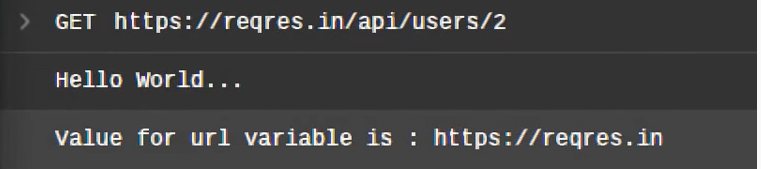 GET https://reqres.in/api/users/2
Hello World...
Value for url variable is : https://reqres.in